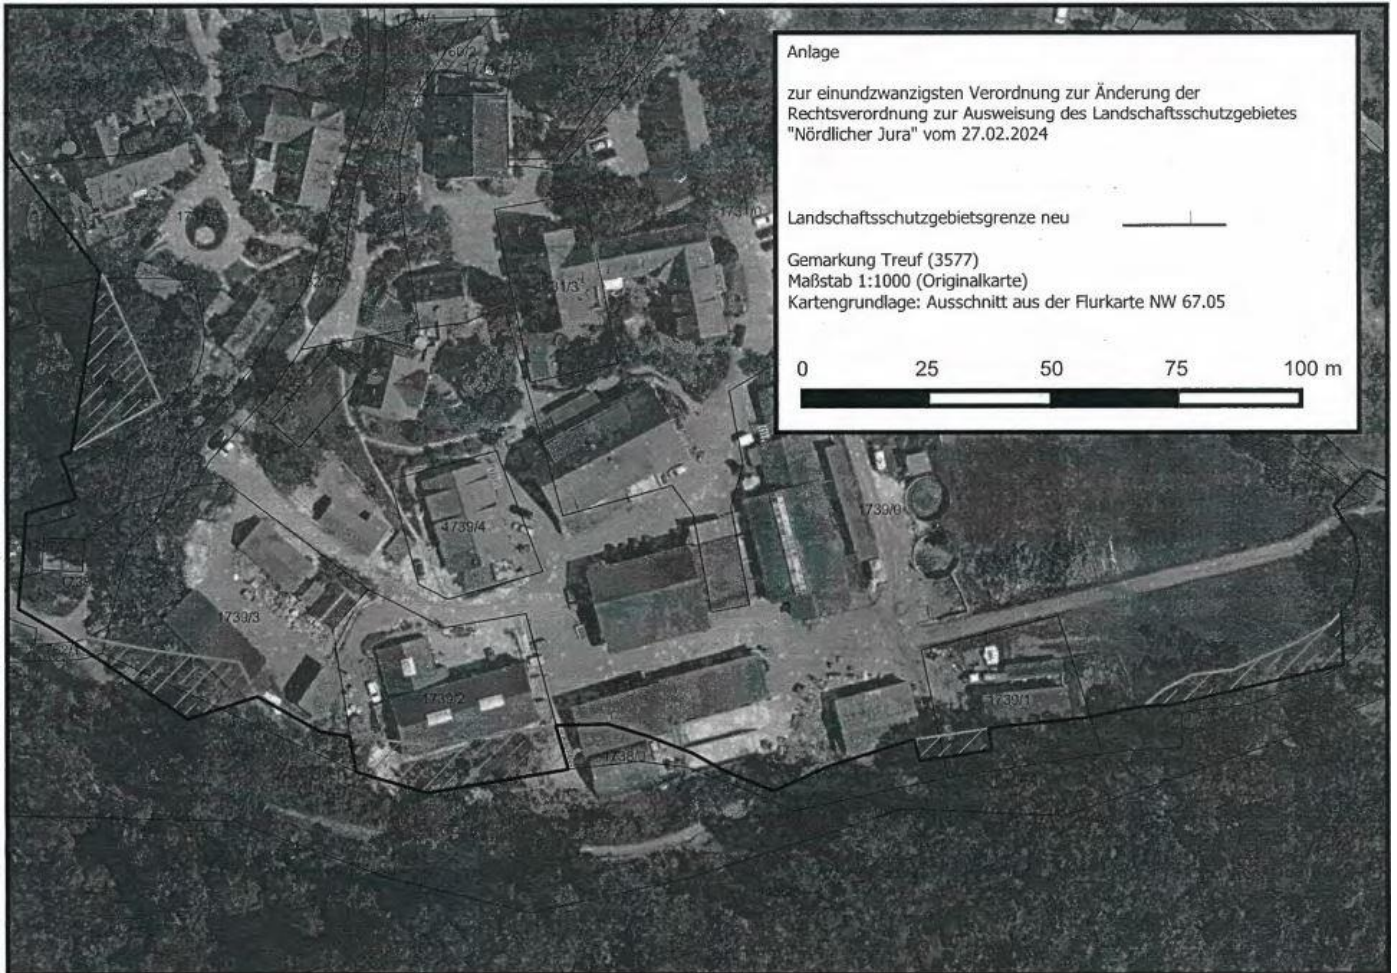 Anlage
zur einundzwanzigsten Verordnung zur Änderung der
Rechtsverordnung zur Ausweisung des Landschaftsschutzgebietes
"Nördlicher Jura" vom 27.02.2024
Landschaftsschutzgebietsgrenze neu
Gemarkung Treuf (3577)
Maßstab 1:1000 (Originalkarte)
Kartengrundlage: Ausschnitt aus der Flurkarte NW 67.05
0 25 50 75 100 m
1739/3
1739/2
1739/1